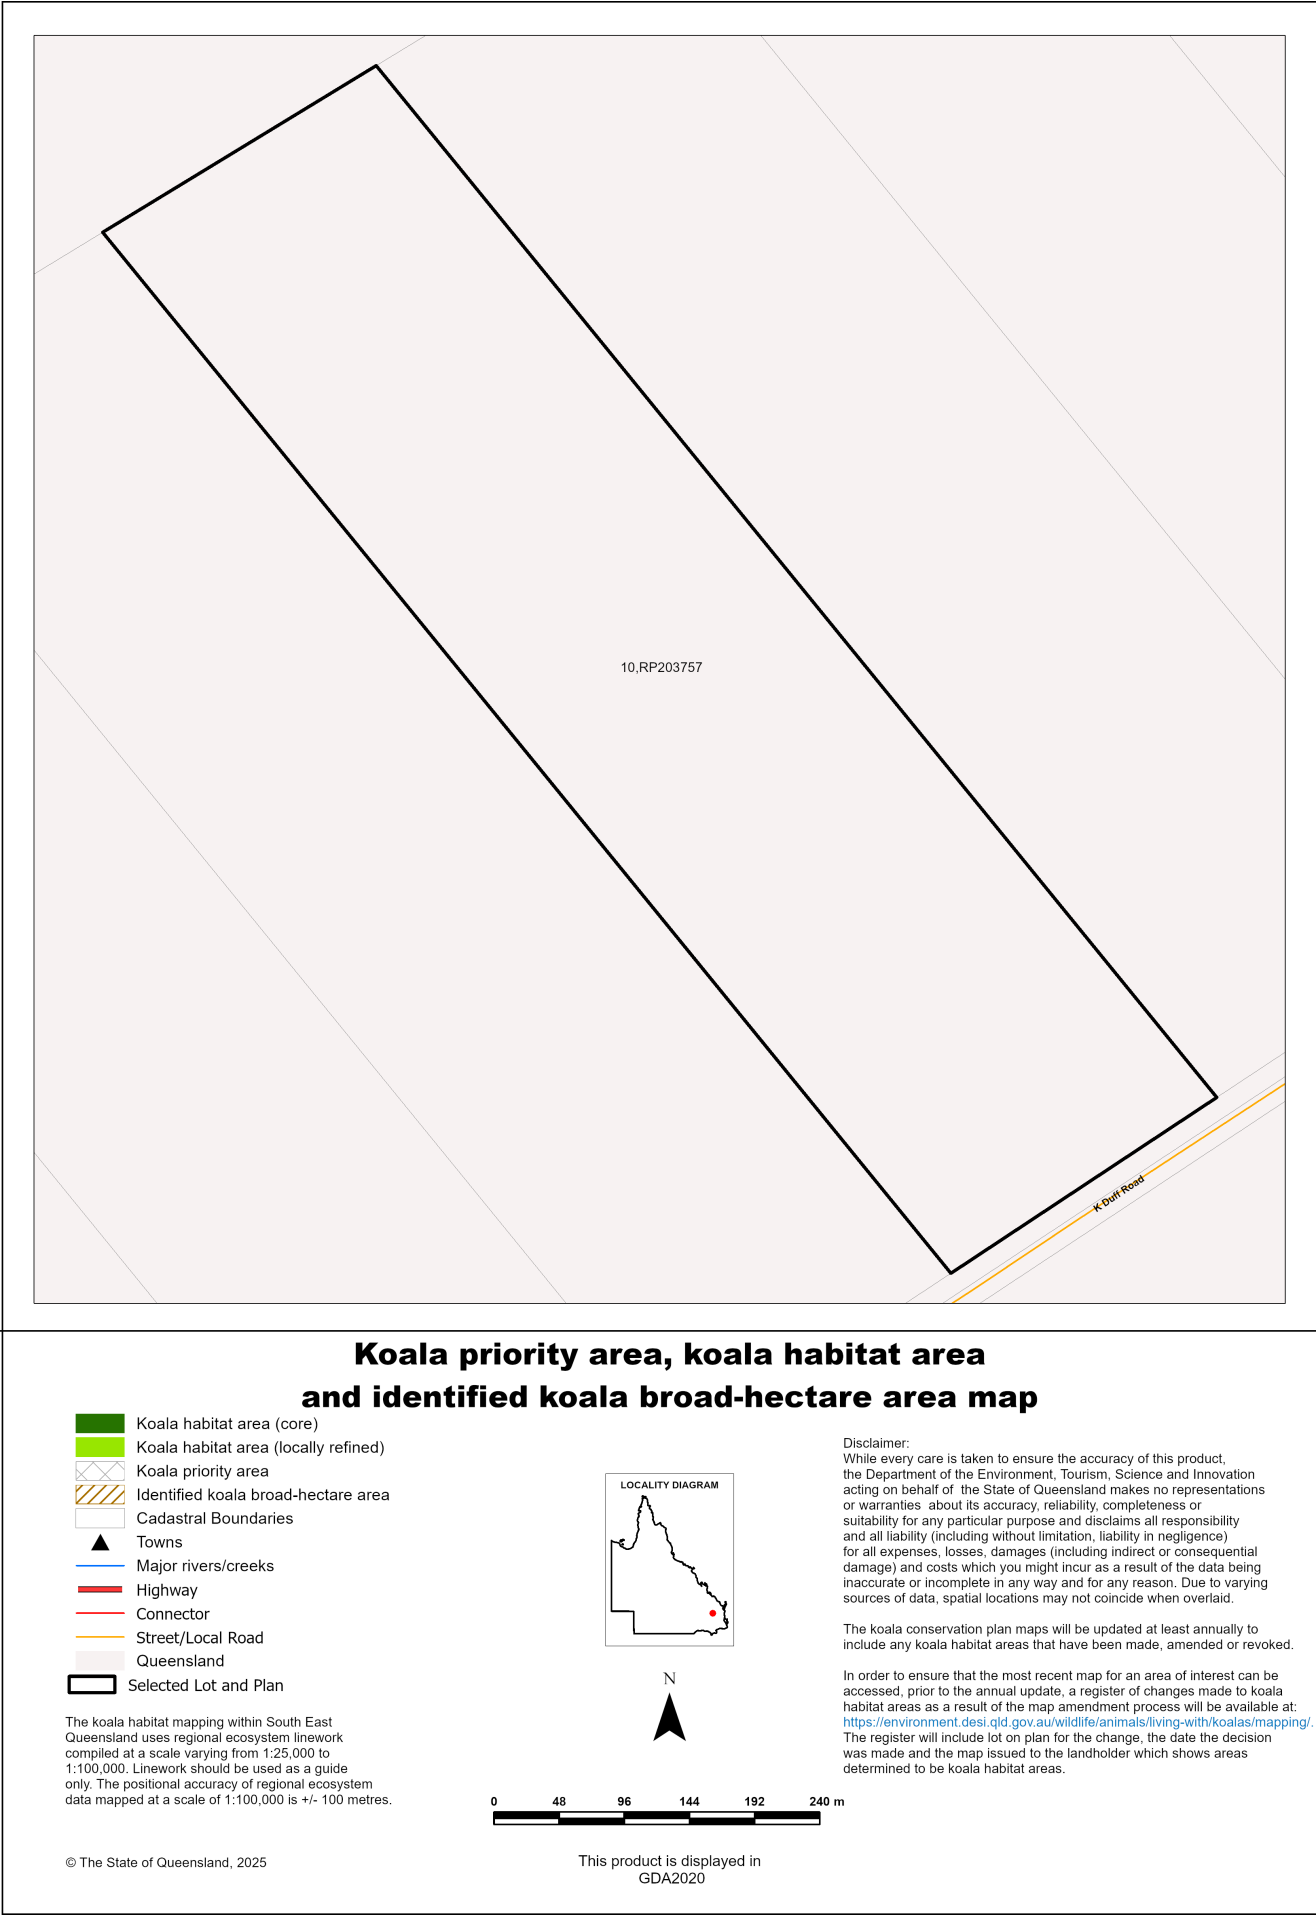 10,RP203757
K Duff Road
Koala priority area, koala habitat area
and identified koala broad-hectare area map
Koala habitat area (core)
Koala habitat area (locally refined)
Koala priority area
Identified koala broad-hectare area
Cadastral Boundaries
Towns
Major rivers/creeks
Highway
Connector
Street/Local Road
Queensland
Selected Lot and Plan
The koala habitat mapping within South East
Queensland uses regional ecosystem linework
compiled at a scale varying from 1:25,000 to
1:100,000. Linework should be used as a guide
only. The positional accuracy of regional ecosystem
data mapped at a scale of 1:100,000 is +/- 100 metres.
© The State of Queensland, 2025
LOCALITY DIAGRAM
N
0 48 96 144 192 240 m
This product is displayed in
GDA2020
Disclaimer:
While every care is taken to ensure the accuracy of this product,
the Department of the Environment, Tourism, Science and Innovation
acting on behalf of the State of Queensland makes no representations
or warranties about its accuracy, reliability, completeness or
suitability for any particular purpose and disclaims all responsibility
and all liability (including without limitation, liability in negligence)
for all expenses, losses, damages (including indirect or consequential
damage) and costs which you might incur as a result of the data being
inaccurate or incomplete in any way and for any reason. Due to varying
sources of data, spatial locations may not coincide when overlaid.
The koala conservation plan maps will be updated at least annually to
include any koala habitat areas that have been made, amended or revoked.
In order to ensure that the most recent map for an area of interest can be
accessed, prior to the annual update, a register of changes made to koala
habitat areas as a result of the map amendment process will be available at:
https://environment.desi.qld.gov.au/wildlife/animals/living-with/koalas/mapping/.
The register will include lot on plan for the change, the date the decision
was made and the map issued to the landholder which shows areas
determined to be koala habitat areas.